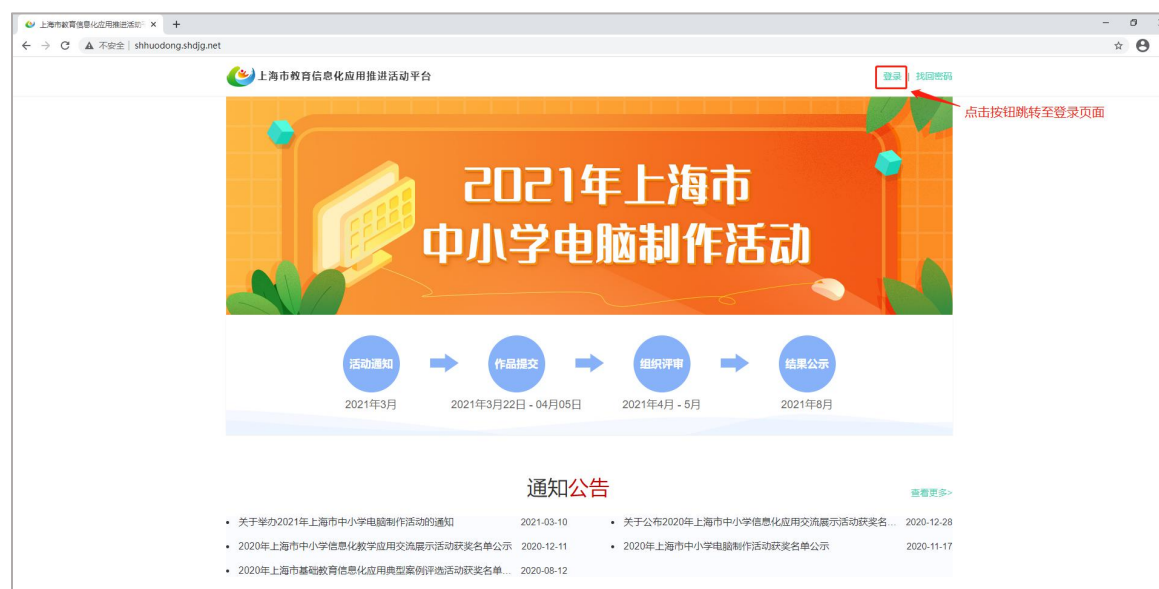 上海市教育信息化应用推进活动
不安全 | shhuodong.shdjg.net
上海市教育信息化应用推进活动平台
登录 | 找回密码
点击按钮跳转至登录页面
2021年上海市
中小学电脑制作活动
活动通知
作品提交
组织评审
结果公示
2021年3月
2021年3月22日 - 04月05日
2021年4月 - 5月
2021年8月
通知公告
查看更多>
关于举办2021年上海市中小学电脑制作活动的通知 2021-03-10
关于公布2020年上海市中小学信息化应用交流展示活动获奖名... 2020-12-28
2020年上海市中小学信息化教学应用交流展示活动获奖名单公示 2020-12-11
2020年上海市中小学电脑制作活动获奖名单公示 2020-11-17
2020年上海市基础教育信息化应用典型案例评选活动获奖名单... 2020-08-12